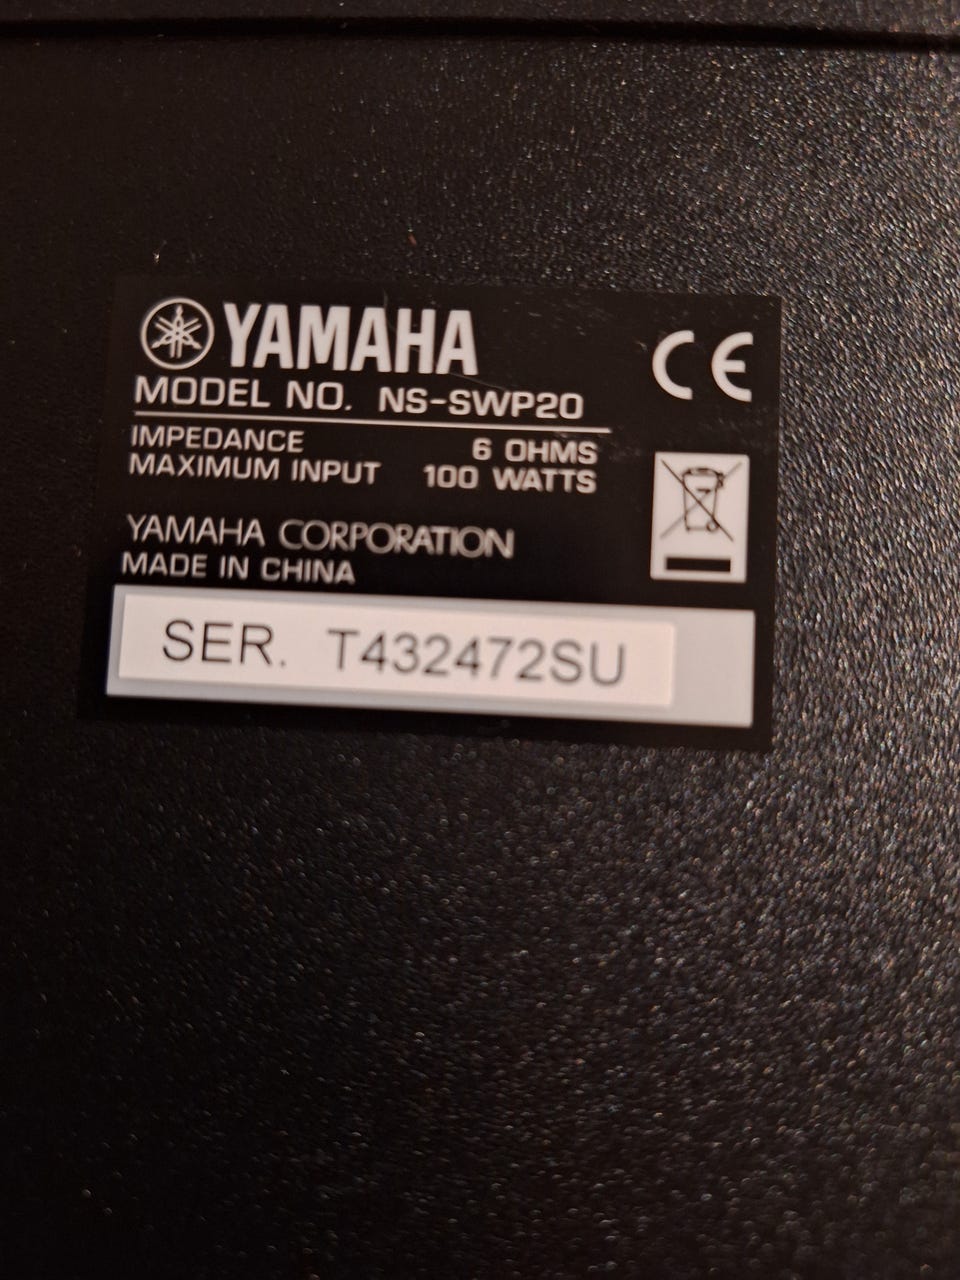 YAMAHA
CE
MODEL NO. NS-SWP20
IMPEDANCE 6 OHMS
MAXIMUM INPUT 100 WATTS
YAMAHA CORPORATION
MADE IN CHINA
SER. T432472SU